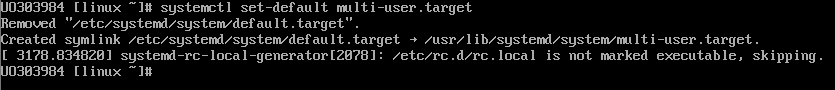 UO303984 [linux ~]# systemctl set-default multi-user.target
Removed "/etc/systemd/system/default.target".
Created symlink /etc/systemd/system/default.target → /usr/lib/systemd/system/multi-user.target.
[ 3178.834820] systemd-rc-local-generator[2078]: /etc/rc.d/rc.local is not marked executable, skipping.
UO303984 [linux ~]#